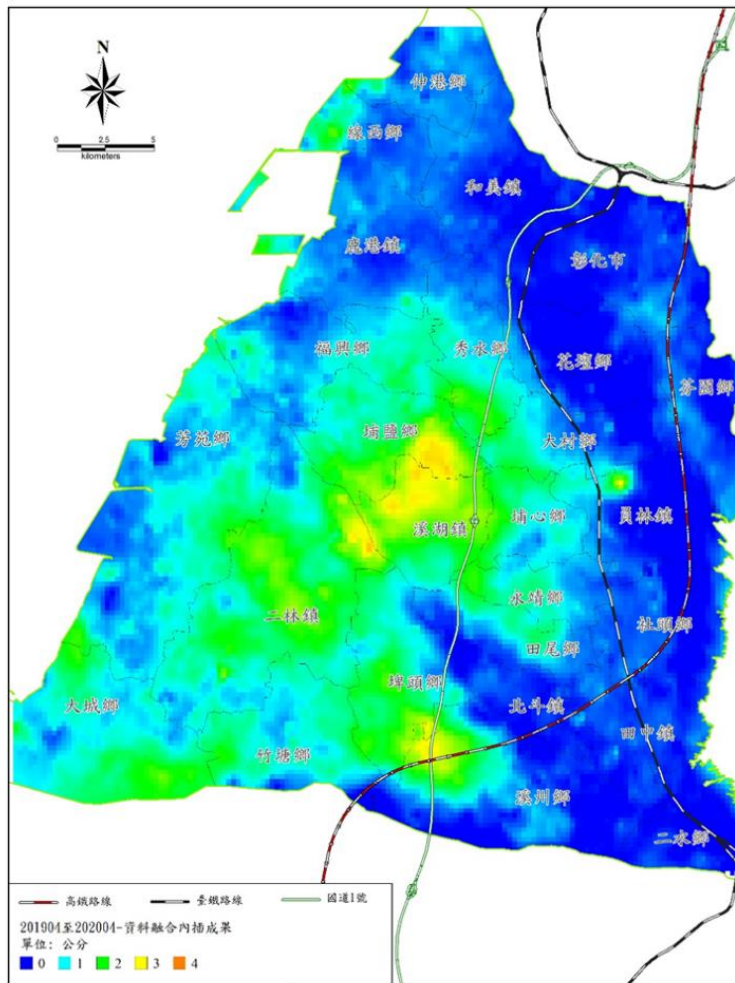 N
0 2.5 5
kilometers
伸港鄉
線西鄉
和美鎮
鹿港鎮
彰化市
福興鄉
秀水鄉
花壇鄉
芬園鄉
埔鹽鄉
大村鄉
芳苑鄉
員林鎮
埔心鄉
溪湖鎮
永靖鄉
二林鎮
社頭鄉
田尾鄉
埤頭鄉
大城鄉
北斗鎮
田中鎮
竹塘鄉
溪州鄉
二水鄉
高鐵路線 臺鐵路線 國道1號
201904至202004-資料融合內插成果
單位: 公分
0 1 2 3 4